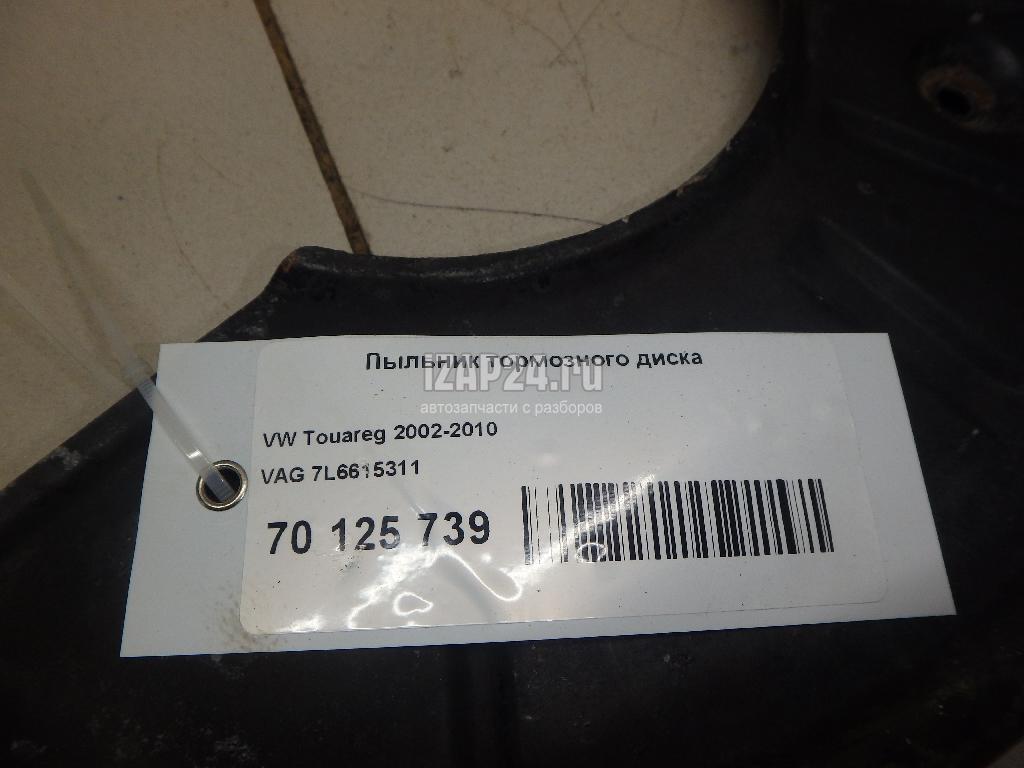 Пыльник тормозного диска
IZAP24.ru
автозапчасти с разборов
VW Touareg 2002-2010
VAG 7L6615311
70 125 739